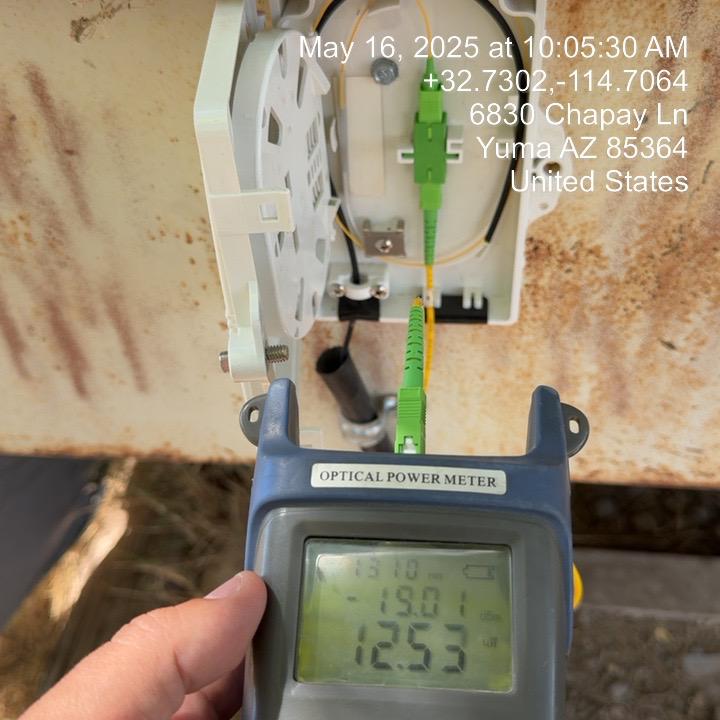 May 16, 2025 at 10:05:30 AM
+32.7302,-114.7064
6830 Chapay Ln
Yuma AZ 85364
United States
OPTICAL POWER METER
1310 nm
-19.01 dBm
12.53 uW